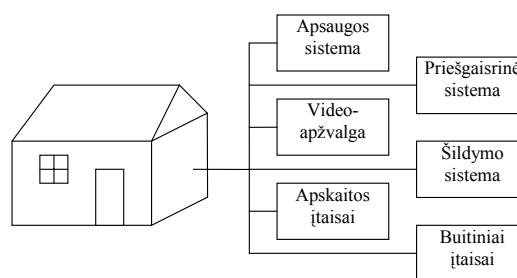 Apsaugos
sistema
Priešgaisrinė
sistema
Video-
apžvalga
Šildymo
sistema
Apskaitos
įtaisai
Buitiniai
įtaisai